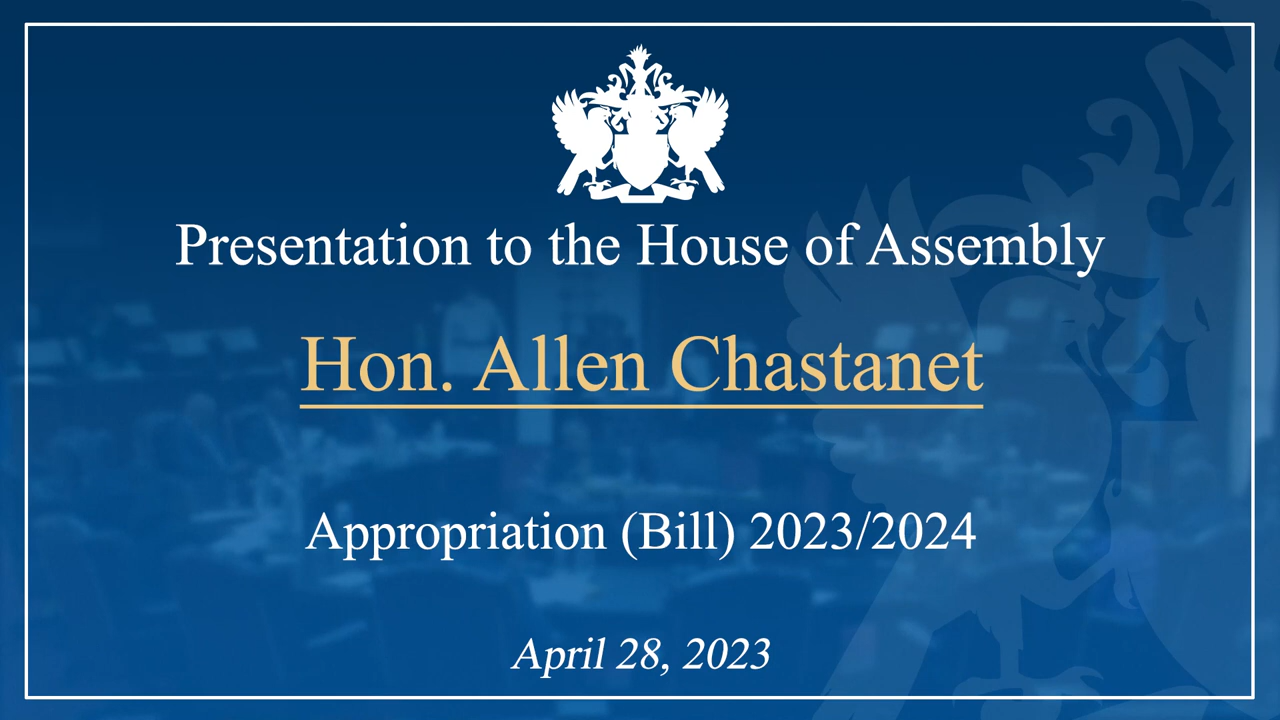 Presentation to the House of Assembly
Hon. Allen Chastanet
Appropriation (Bill) 2023/2024
April 28, 2023